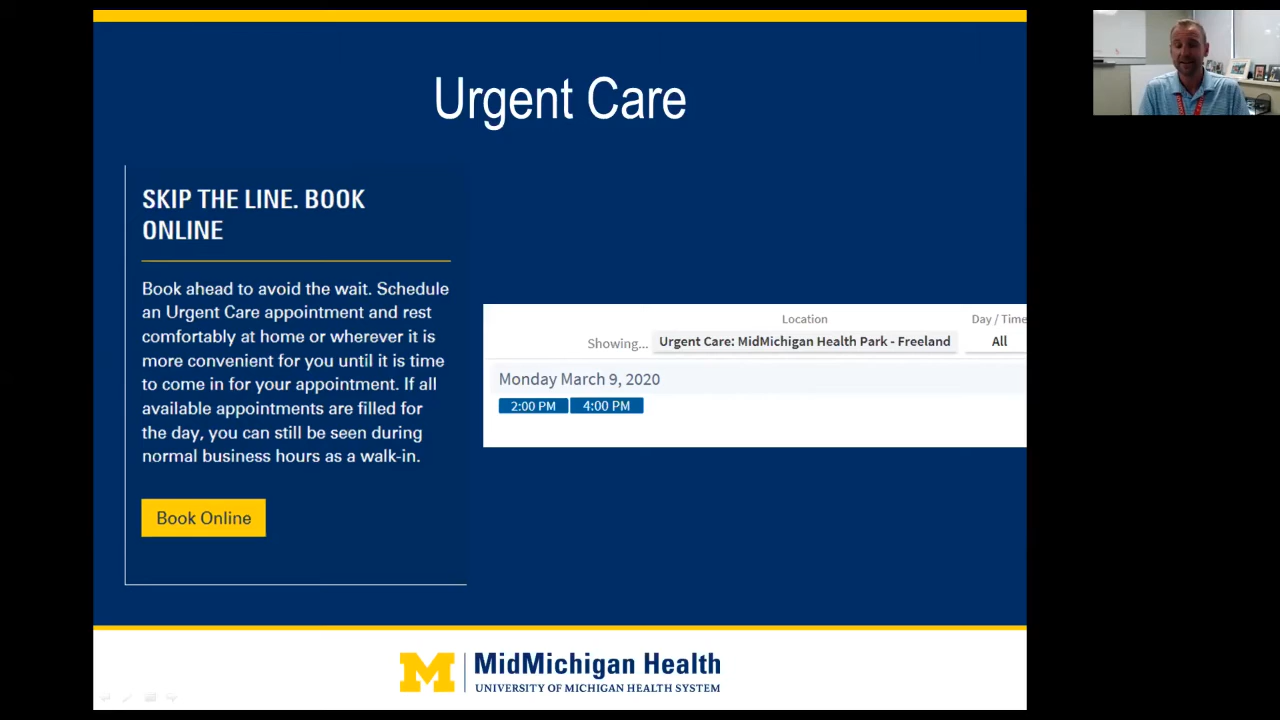 Urgent Care
SKIP THE LINE. BOOK
ONLINE
Book ahead to avoid the wait. Schedule
an Urgent Care appointment and rest
comfortably at home or wherever it is
more convenient for you until it is time
to come in for your appointment. If all
available appointments are filled for
the day, you can still be seen during
normal business hours as a walk-in.
Book Online
Location
Day / Time
Showing...
Urgent Care: MidMichigan Health Park - Freeland
All
Monday March 9, 2020
2:00 PM 4:00 PM
M MidMichigan Health
UNIVERSITY OF MICHIGAN HEALTH SYSTEM